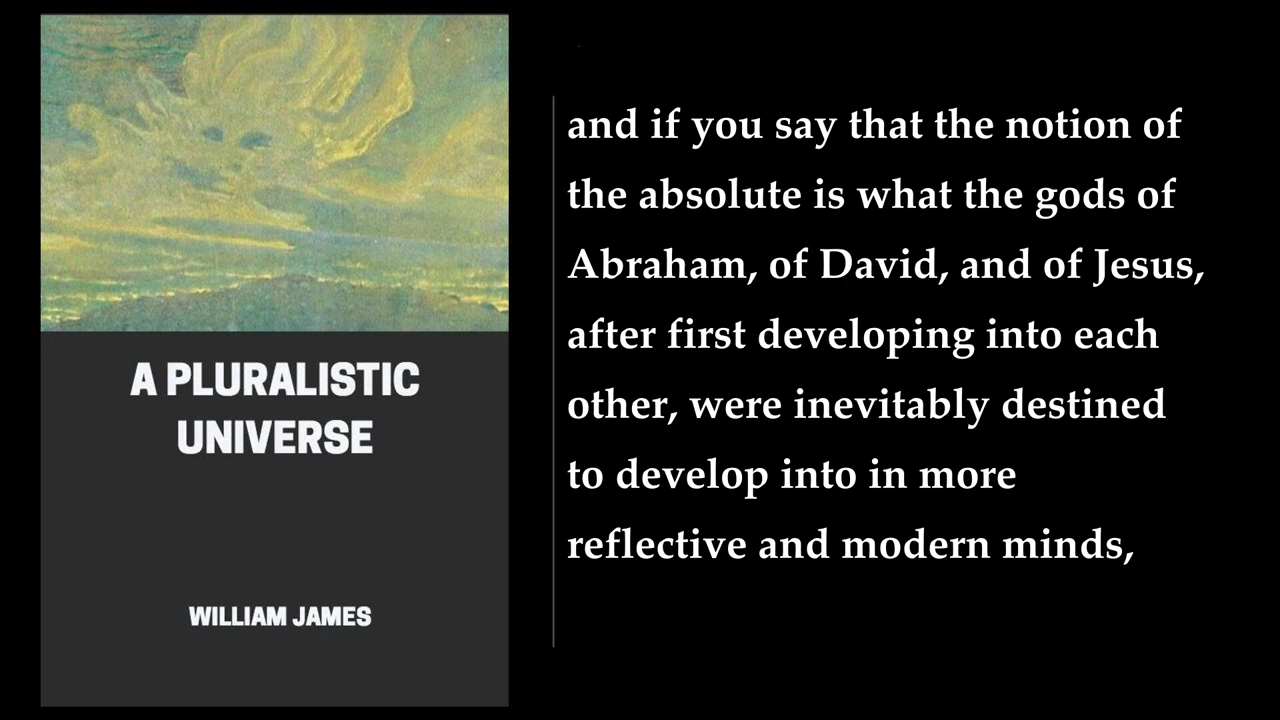 A PLURALISTIC
UNIVERSE
WILLIAM JAMES
and if you say that the notion of
the absolute is what the gods of
Abraham, of David, and of Jesus,
after first developing into each
other, were inevitably destined
to develop into in more
reflective and modern minds,